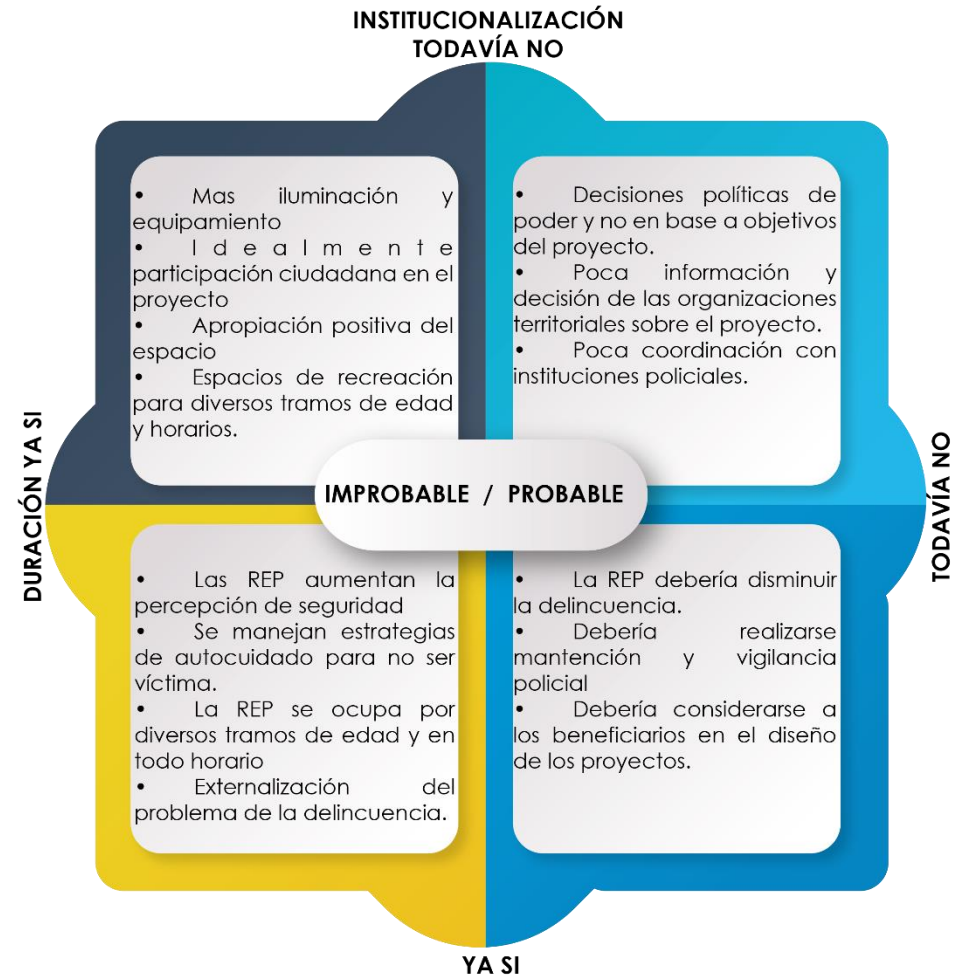 INSTITUCIONALIZACIÓN
TODAVÍA NO
• Mas iluminación y
equipamiento
• Idealmente
participación ciudadana en el
proyecto
• Apropiación positiva del
espacio
• Espacios de recreación
para diversos tramos de edad
y horarios.
• Decisiones políticas de
poder y no en base a objetivos
del proyecto.
• Poca información y
decisión de las organizaciones
territoriales sobre el proyecto.
• Poca coordinación con
instituciones policiales.
DURACIÓN YA SI
IMPROBABLE / PROBABLE
TODAVÍA NO
• Las REP aumentan la
percepción de seguridad
• Se manejan estrategias
de autocuidado para no ser
víctima.
• La REP se ocupa por
diversos tramos de edad y en
todo horario
• Externalización del
problema de la delincuencia.
• La REP debería disminuir
la delincuencia.
• Debería realizarse
mantención y vigilancia
policial
• Debería considerarse a
los beneficiarios en el diseño
de los proyectos.
YA SI